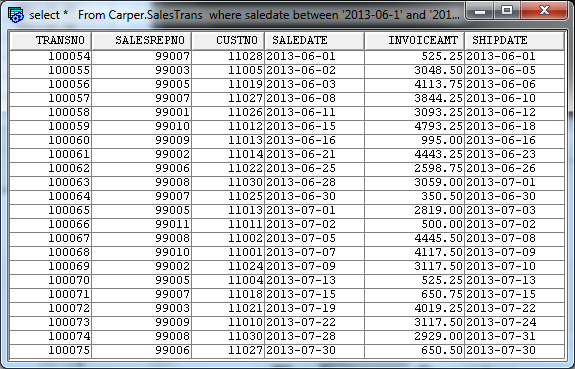 select * From Carper.SalesTrans where saledate between '2013-06-1' and '201...
TRANSNO SALESREPNO CUSTNO SALEDATE INVOICEAMT SHIPDATE
100054 99007 11028 2013-06-01 525.25 2013-06-01
100055 99003 11005 2013-06-02 3048.50 2013-06-05
100056 99005 11019 2013-06-03 4113.75 2013-06-06
100057 99007 11027 2013-06-08 3844.25 2013-06-10
100058 99001 11026 2013-06-11 3093.25 2013-06-12
100059 99010 11012 2013-06-15 4793.25 2013-06-18
100060 99009 11013 2013-06-16 995.00 2013-06-16
100061 99002 11014 2013-06-21 4443.25 2013-06-23
100062 99006 11022 2013-06-25 2598.75 2013-06-26
100063 99008 11030 2013-06-28 3059.00 2013-07-01
100064 99007 11025 2013-06-30 350.50 2013-06-30
100065 99005 11013 2013-07-01 2819.00 2013-07-03
100066 99011 11011 2013-07-02 500.00 2013-07-02
100067 99008 11002 2013-07-05 4445.50 2013-07-08
100068 99010 11001 2013-07-07 4117.50 2013-07-09
100069 99002 11024 2013-07-09 3117.50 2013-07-10
100070 99005 11004 2013-07-13 525.25 2013-07-13
100071 99007 11018 2013-07-15 650.75 2013-07-15
100072 99003 11021 2013-07-19 4019.25 2013-07-22
100073 99009 11010 2013-07-22 3117.50 2013-07-24
100074 99008 11030 2013-07-28 2929.00 2013-07-31
100075 99006 11027 2013-07-30 650.50 2013-07-30